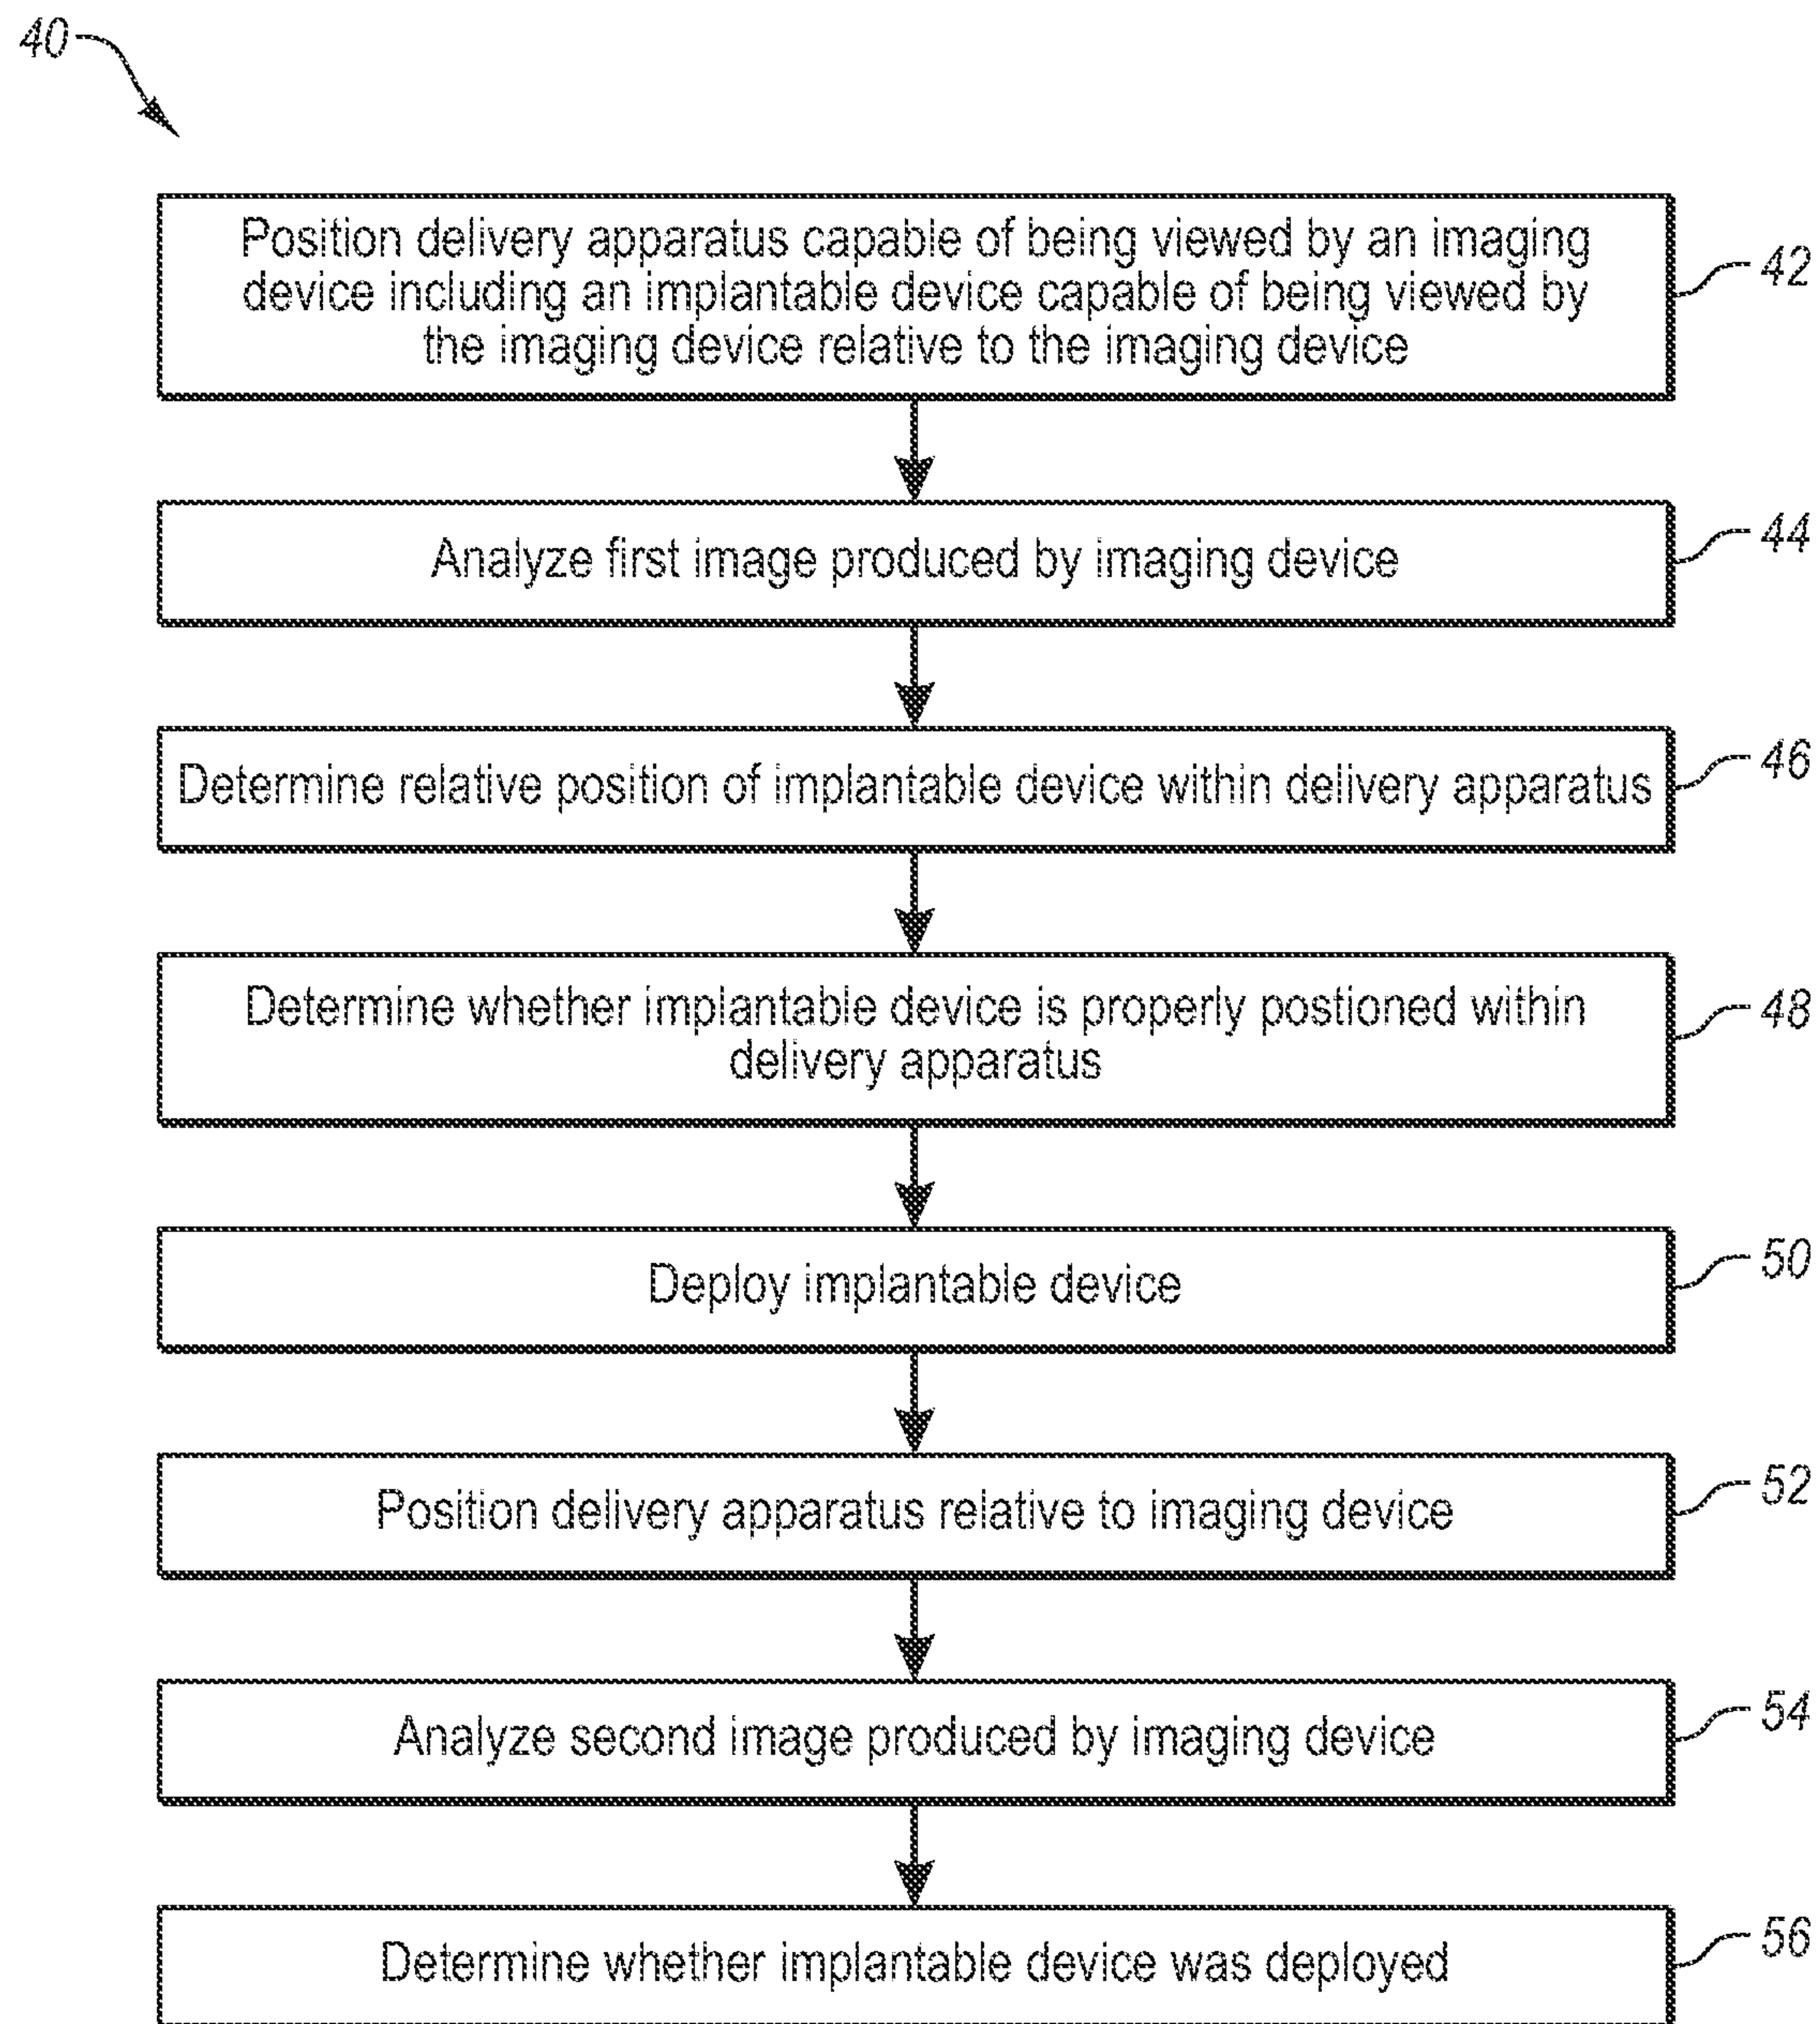 40
Position delivery apparatus capable of being viewed by an imaging
device including an implantable device capable of being viewed by
the imaging device relative to the imaging device
42
Analyze first image produced by imaging device
44
Determine relative position of implantable device within delivery apparatus
46
Determine whether implantable device is properly postioned within
delivery apparatus
48
Deploy implantable device
50
Position delivery apparatus relative to imaging device
52
Analyze second image produced by imaging device
54
Determine whether implantable device was deployed
56